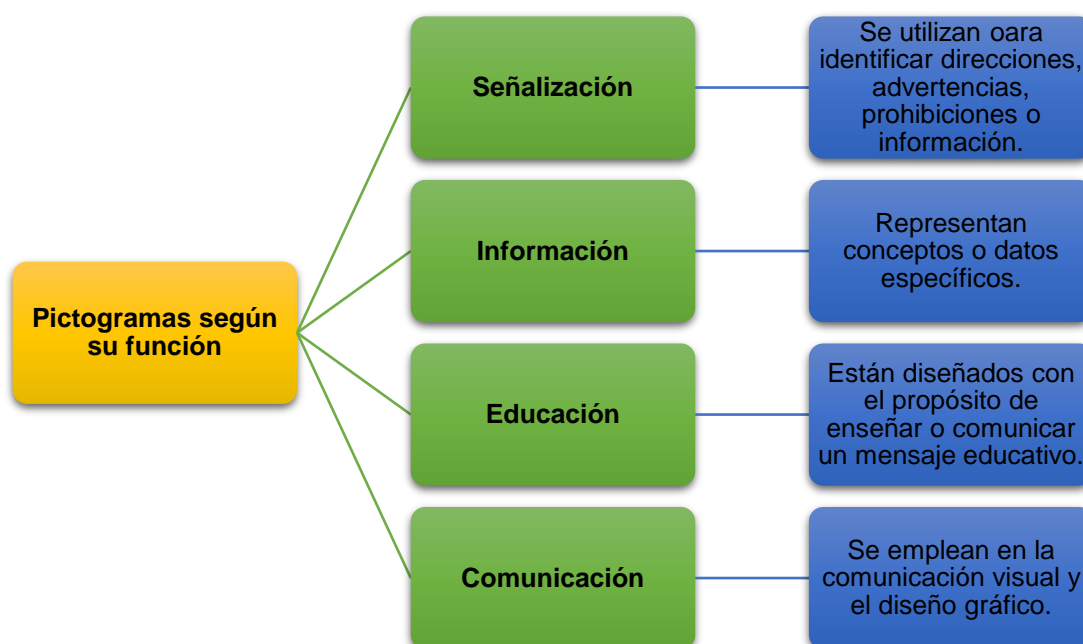 Pictogramas según
su función
Señalización
Se utilizan oara
identificar direcciones,
advertencias,
prohibiciones o
información.
Información
Representan
conceptos o datos
específicos.
Educación
Están diseñados con
el propósito de
enseñar o comunicar
un mensaje educativo.
Comunicación
Se emplean en la
comunicación visual y
el diseño gráfico.